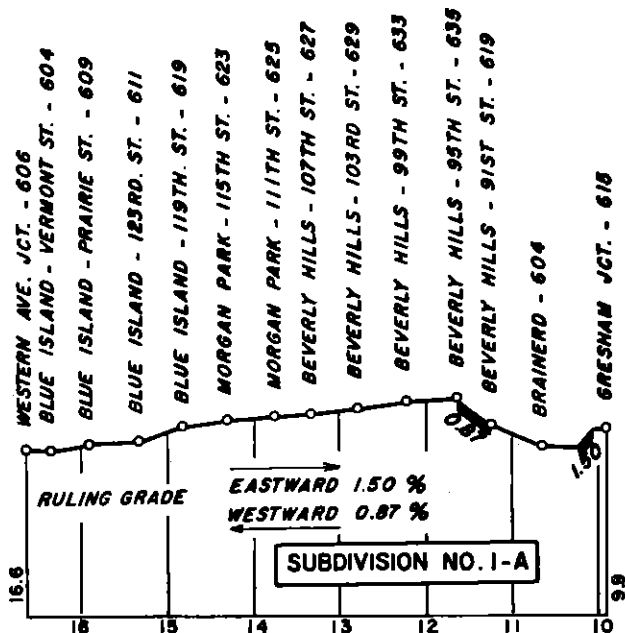 WESTERN AVE. JCT. - 606
BLUE ISLAND - VERMONT ST. - 604
BLUE ISLAND - PRAIRIE ST. - 609
BLUE ISLAND - 123RD. ST. - 611
BLUE ISLAND - 119TH. ST. - 619
MORGAN PARK - 115TH ST. - 623
MORGAN PARK - 111TH ST. - 625
BEVERLY HILLS - 107TH ST. - 627
BEVERLY HILLS - 103RD ST. - 629
BEVERLY HILLS - 99TH ST. - 633
BEVERLY HILLS - 95TH ST. - 635
BEVERLY HILLS - 91ST ST. - 619
BRAINERD - 604
GRESHAM JCT. - 618
0.87
1.50
RULING GRADE
EASTWARD 1.50 %
WESTWARD 0.87 %
SUBDIVISION NO. I-A
16.6
9.8
16 15 14 13 12 11 10